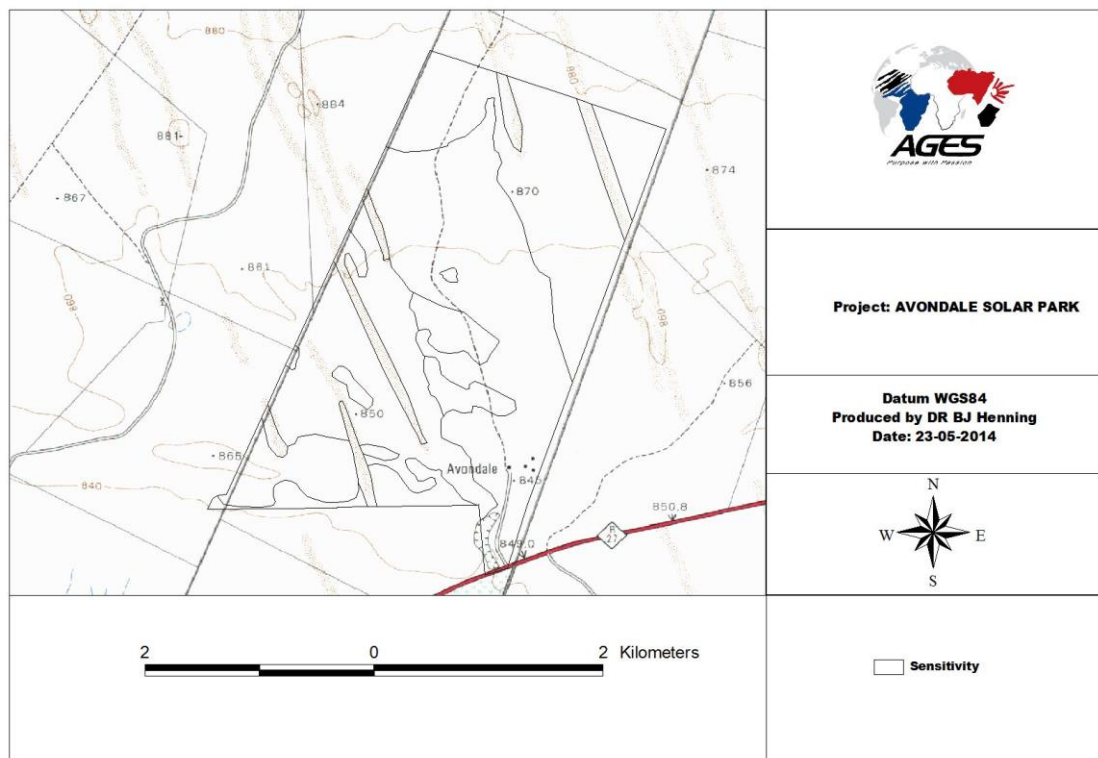 880
884
881
867
861
860
880
874
870
860
856
850
865
840
Avondale
845
850.8
R
27
849.0
AGES
Purpose with Passion
Project: AVONDALE SOLAR PARK
Datum WGS84
Produced by DR BJ Henning
Date: 23-05-2014
N
W E
S
2 0 2 Kilometers
Sensitivity